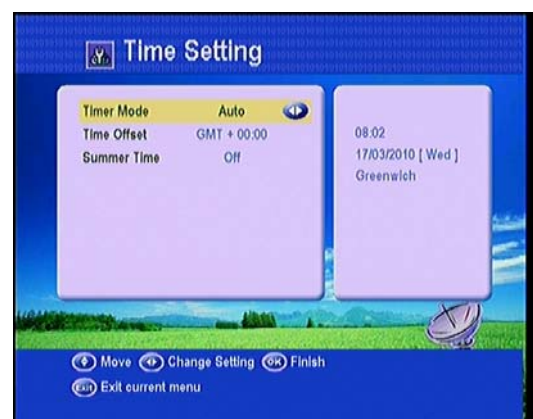 Time Setting
Timer Mode Auto
Time Offset GMT + 00:00
Summer Time Off
08:02
17/03/2010 [ Wed ]
Greenwich
Move Change Setting OK Finish
EXIT Exit current menu